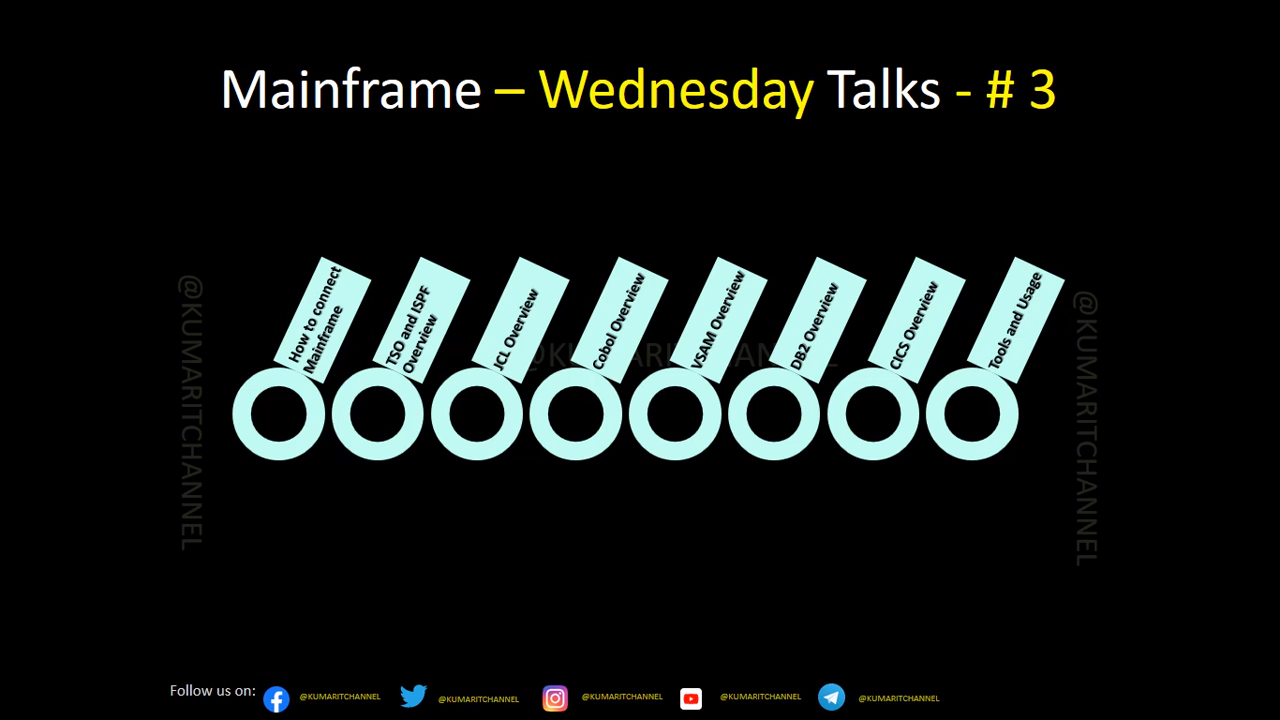 Mainframe – Wednesday Talks - # 3
How to connect
Mainframe
TSO and ISPF
Overview
JCL Overview
Cobol Overview
VSAM Overview
DB2 Overview
CICS Overview
Tools and Usage
@KUMARITCHANNEL
@KUMARITCHANNEL
@KUMARITCHANNEL
Follow us on: @KUMARITCHANNEL @KUMARITCHANNEL @KUMARITCHANNEL @KUMARITCHANNEL @KUMARITCHANNEL